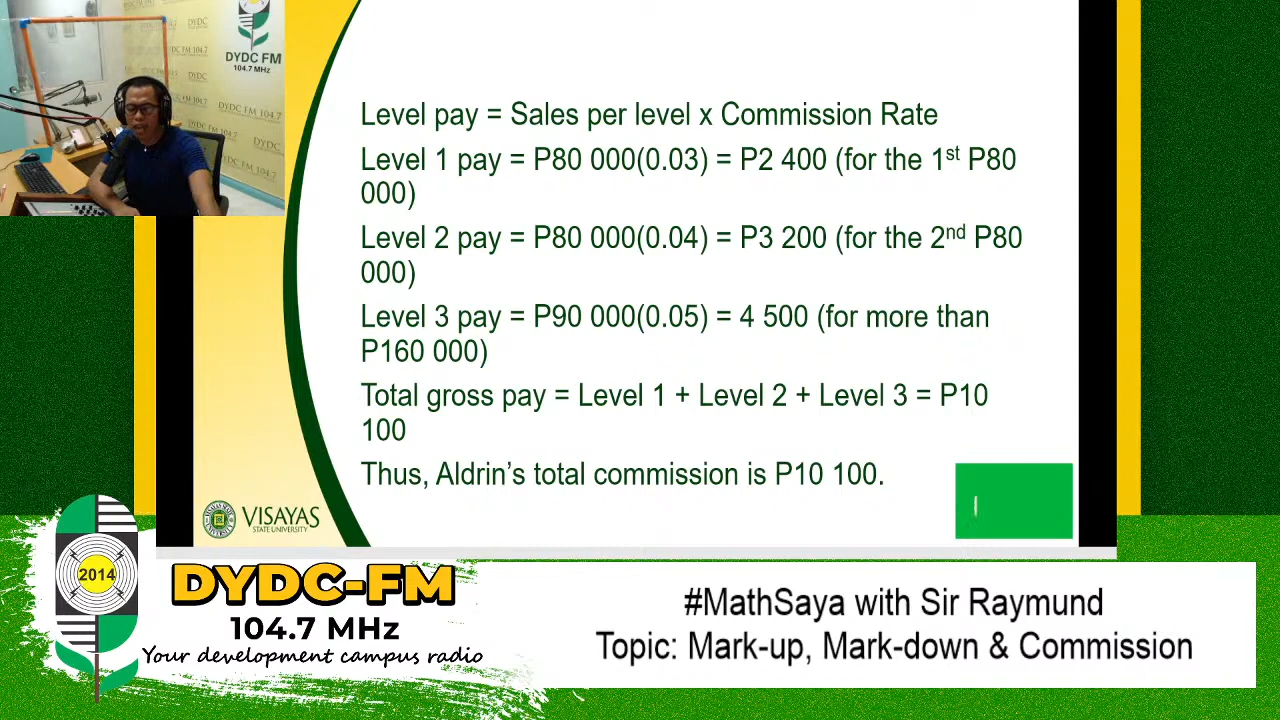 DYDC FM
104.7 MHz
Level pay = Sales per level x Commission Rate
Level 1 pay = P80 000(0.03) = P2 400 (for the 1st P80
000)
Level 2 pay = P80 000(0.04) = P3 200 (for the 2nd P80
000)
Level 3 pay = P90 000(0.05) = 4 500 (for more than
P160 000)
Total gross pay = Level 1 + Level 2 + Level 3 = P10
100
Thus, Aldrin’s total commission is P10 100.
VISAYAS
STATE UNIVERSITY
2014
DYDC-FM
104.7 MHz
Your development campus radio
#MathSaya with Sir Raymund
Topic: Mark-up, Mark-down & Commission